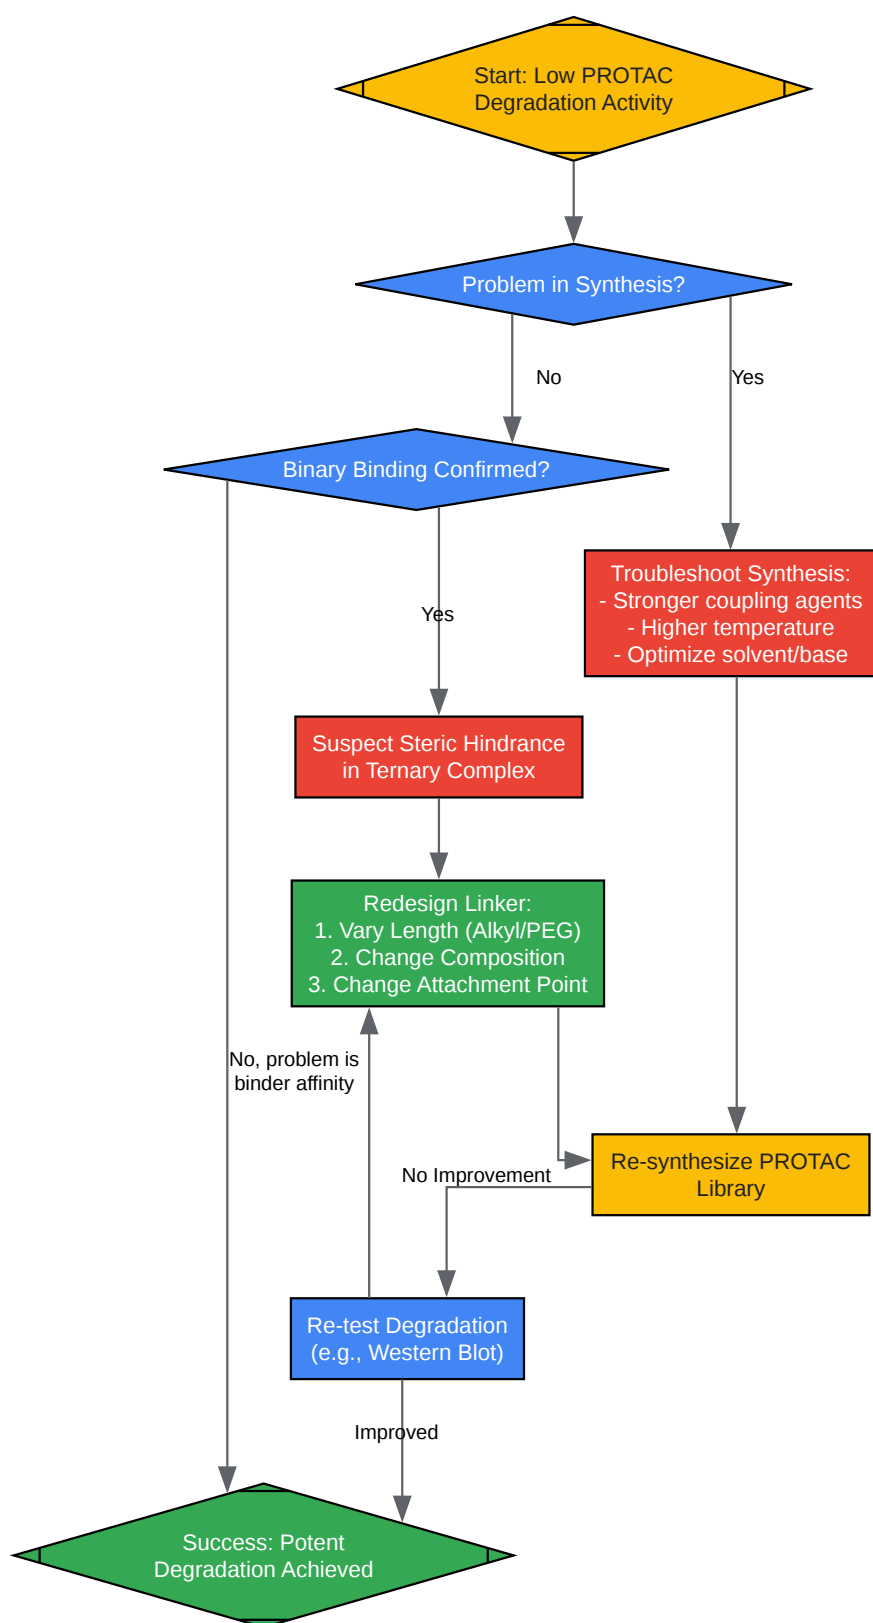 Start: Low PROTAC
Degradation Activity
Problem in Synthesis?
No
Yes
Binary Binding Confirmed?
Troubleshoot Synthesis:
- Stronger coupling agents
- Higher temperature
- Optimize solvent/base
Yes
Suspect Steric Hindrance
in Ternary Complex
Redesign Linker:
1. Vary Length (Alkyl/PEG)
2. Change Composition
3. Change Attachment Point
No, problem is
binder affinity
Re-synthesize PROTAC
Library
No Improvement
Re-test Degradation
(e.g., Western Blot)
Improved
Success: Potent
Degradation Achieved